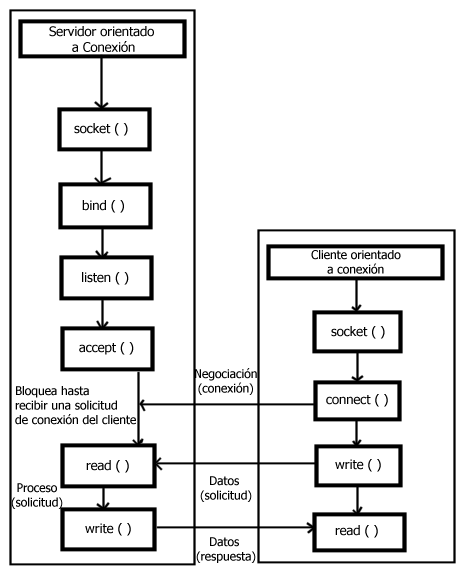 Servidor orientado
a Conexión
socket ( )
bind ( )
listen ( )
accept ( )
Bloquea hasta
recibir una solicitud
de conexión del cliente
read ( )
Proceso
(solicitud)
write ( )
Negociación
(conexión)
Datos
(solicitud)
Datos
(respuesta)
Cliente orientado
a conexión
socket ( )
connect ( )
write ( )
read ( )